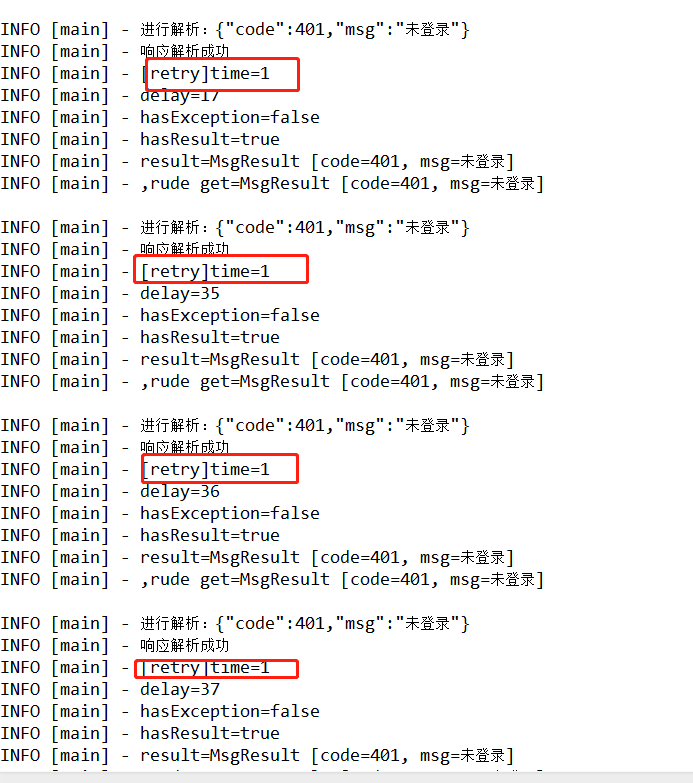 INFO [main] - 进行解析：{"code":401,"msg":"未登录"}
INFO [main] - 响应解析成功
INFO [main] - [retry]time=1
INFO [main] - delay=17
INFO [main] - hasException=false
INFO [main] - hasResult=true
INFO [main] - result=MsgResult [code=401, msg=未登录]
INFO [main] - ,rude get=MsgResult [code=401, msg=未登录]
INFO [main] - 进行解析：{"code":401,"msg":"未登录"}
INFO [main] - 响应解析成功
INFO [main] - [retry]time=1
INFO [main] - delay=35
INFO [main] - hasException=false
INFO [main] - hasResult=true
INFO [main] - result=MsgResult [code=401, msg=未登录]
INFO [main] - ,rude get=MsgResult [code=401, msg=未登录]
INFO [main] - 进行解析：{"code":401,"msg":"未登录"}
INFO [main] - 响应解析成功
INFO [main] - [retry]time=1
INFO [main] - delay=36
INFO [main] - hasException=false
INFO [main] - hasResult=true
INFO [main] - result=MsgResult [code=401, msg=未登录]
INFO [main] - ,rude get=MsgResult [code=401, msg=未登录]
INFO [main] - 进行解析：{"code":401,"msg":"未登录"}
INFO [main] - 响应解析成功
INFO [main] - [retry]time=1
INFO [main] - delay=37
INFO [main] - hasException=false
INFO [main] - hasResult=true
INFO [main] - result=MsgResult [code=401, msg=未登录]